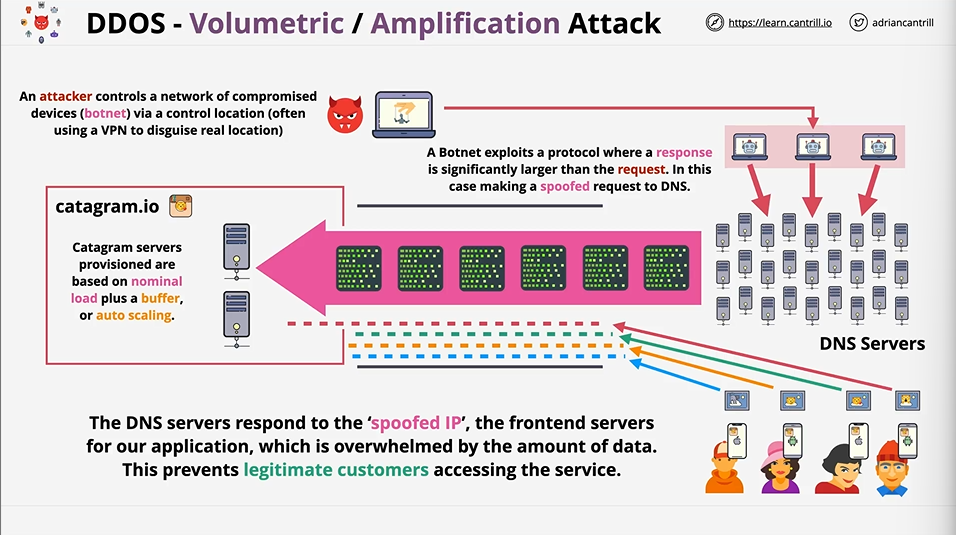 DDOS - Volumetric / Amplification Attack
https://learn.cantrill.io
adriancantrill
An attacker controls a network of compromised
devices (botnet) via a control location (often
using a VPN to disguise real location)
A Botnet exploits a protocol where a response
is significantly larger than the request. In this
case making a spoofed request to DNS.
catagram.io
Catagram servers
provisioned are
based on nominal
load plus a buffer,
or auto scaling.
DNS Servers
The DNS servers respond to the ‘spoofed IP’, the frontend servers
for our application, which is overwhelmed by the amount of data.
This prevents legitimate customers accessing the service.